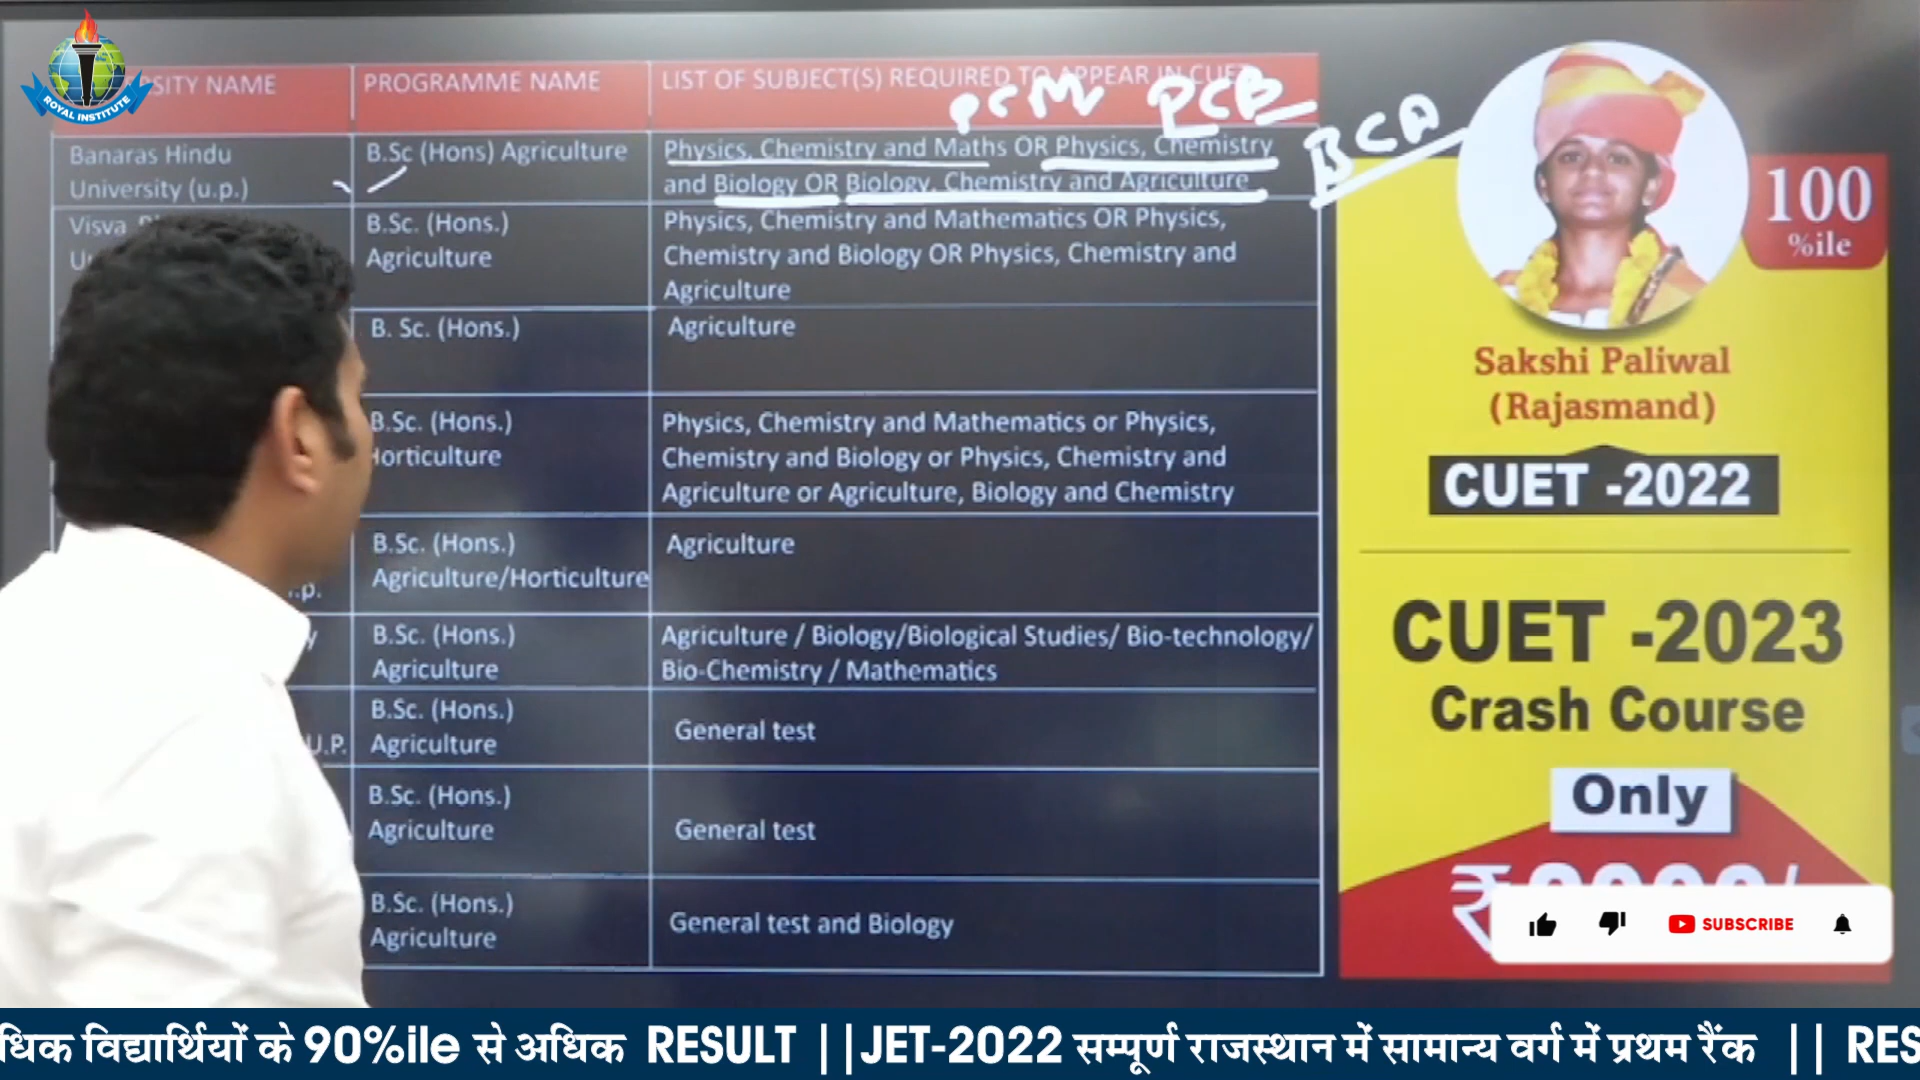 ROYAL INSTITUTE
RSITY NAME
PROGRAMME NAME
LIST OF SUBJECT(S) REQUIRED TO APPEAR IN CUET
PCM PCB BCA
Banaras Hindu
University (u.p.)
B.Sc (Hons) Agriculture
Physics, Chemistry and Maths OR Physics, Chemistry
and Biology OR Biology, Chemistry and Agriculture
Visva
B.Sc. (Hons.)
Agriculture
Physics, Chemistry and Mathematics OR Physics,
Chemistry and Biology OR Physics, Chemistry and
Agriculture
B. Sc. (Hons.)
Agriculture
B.Sc. (Hons.)
Horticulture
Physics, Chemistry and Mathematics or Physics,
Chemistry and Biology or Physics, Chemistry and
Agriculture or Agriculture, Biology and Chemistry
.p.
B.Sc. (Hons.)
Agriculture/Horticulture
Agriculture
y
B.Sc. (Hons.)
Agriculture
Agriculture / Biology/Biological Studies/ Bio-technology/
Bio-Chemistry / Mathematics
U.P.
B.Sc. (Hons.)
Agriculture
General test
B.Sc. (Hons.)
Agriculture
General test
B.Sc. (Hons.)
Agriculture
General test and Biology
100
%ile
Sakshi Paliwal
(Rajasmand)
CUET -2022
CUET -2023
Crash Course
Only
₹
SUBSCRIBE
धिक विद्यार्थियों के 90%ile से अधिक RESULT ||JET-2022 सम्पूर्ण राजस्थान में सामान्य वर्ग में प्रथम रैंक || RES